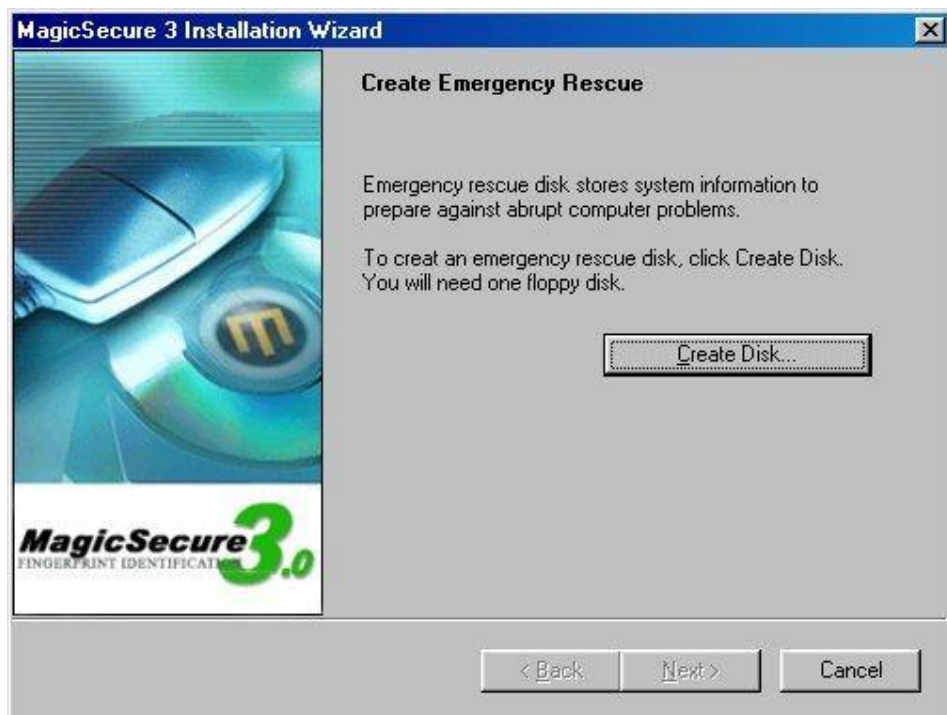 MagicSecure 3 Installation Wizard
Create Emergency Rescue
Emergency rescue disk stores system information to
prepare against abrupt computer problems.
To creat an emergency rescue disk, click Create Disk.
You will need one floppy disk.
Create Disk...
m
MagicSecure 3.0
FINGERPRINT IDENTIFICATION
< Back
Next >
Cancel